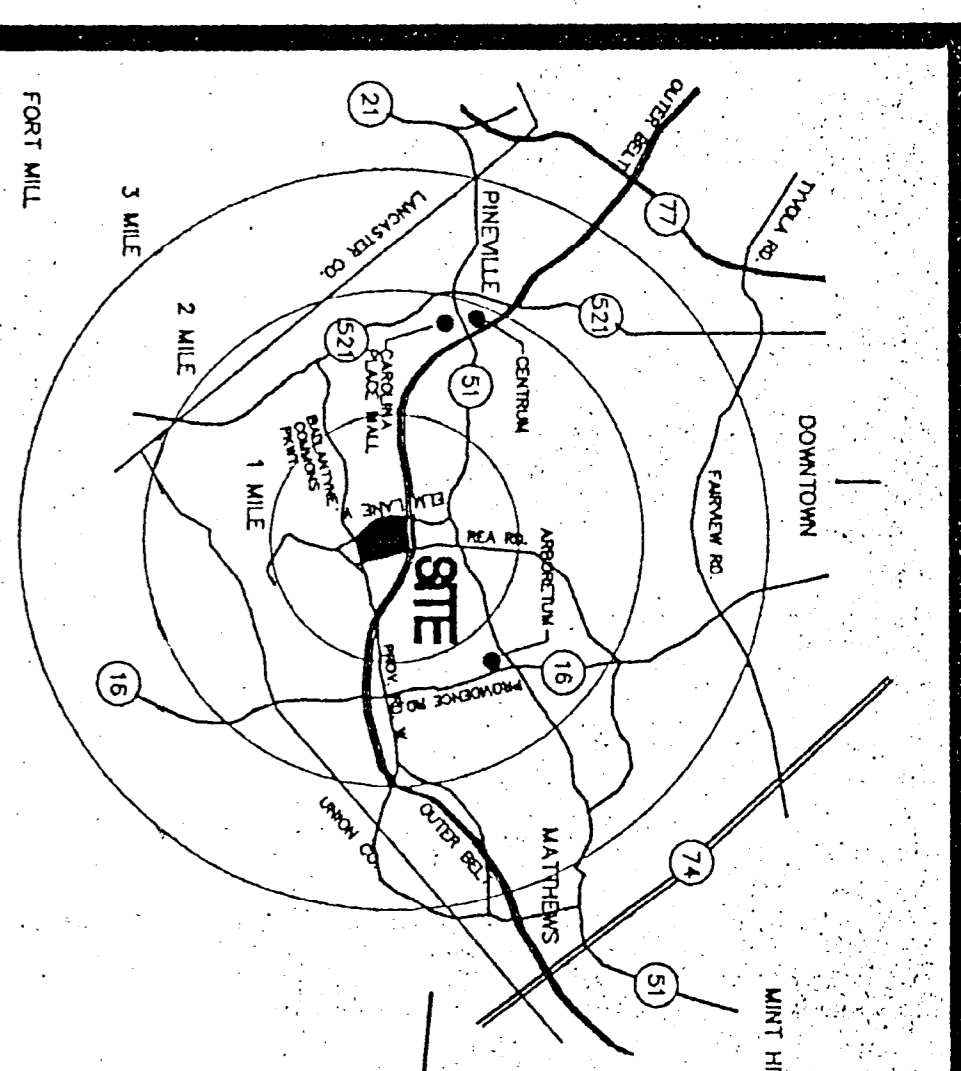 DOWNTOWN
TYVOLA RD.
FAIRVIEW RD.
OUTER BELT
77
521
74
MINT HI
51
PINEVILLE
CENTRUM
51
REA RD.
ARBORETUM
16
MATTHEWS
21
LANCASTER CO.
521
CAROLINA
PLACE MALL
ELM LANE
SITE
PROVIDENCE RD
PROV. RD. W.
OUTER BEL
BALLANTYNE
COMMONS
PKWY.
1 MILE
2 MILE
3 MILE
16
UNION CO.
FORT MILL